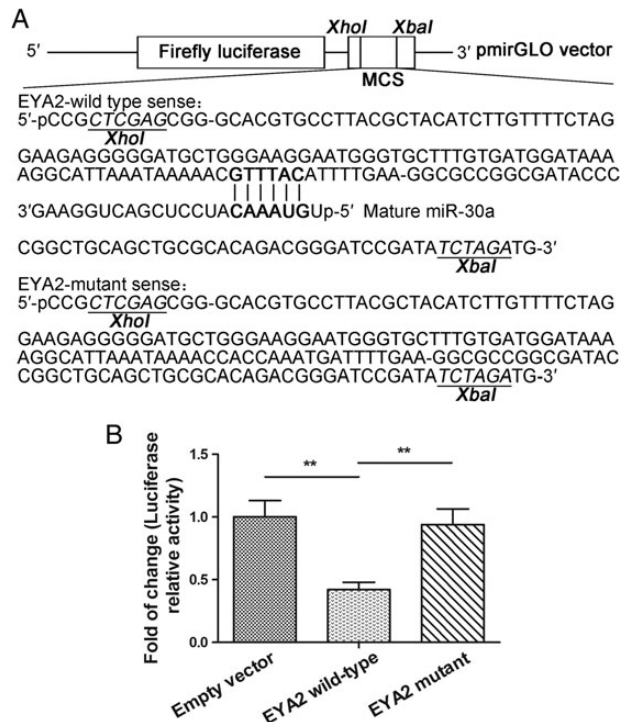 A
XhoI XbaI
5′ Firefly luciferase 3′ pmirGLO vector
MCS
EYA2-wild type sense:
5′-pCCGCTCGAGCGG-GCACGTGCCTTACGCTACATCTTGTTTTCTAG
XhoI
GAAGAGGGGGATGCTGGGAAGGAATGGGTGCTTTGTGATGGATAAA
AGGCATTAAATAAAAACGTTTACATTTTGAA-GGCGCCGGCGATACCC
3′GAAGGUCAGCUCCUACAAAUGUp-5′ Mature miR-30a
CGGCTGCAGCTGCGCACAGACGGGATCCGATATCTAGATG-3′
XbaI
EYA2-mutant sense:
5′-pCCGCTCGAGCGG-GCACGTGCCTTACGCTACATCTTGTTTTCTAG
XhoI
GAAGAGGGGGATGCTGGGAAGGAATGGGTGCTTTGTGATGGATAAA
AGGCATTAAATAAAACCACCAAATGATTTTGAA-GGCGCCGGCGATAC
CCGGCTGCAGCTGCGCACAGACGGGATCCGATATCTAGATG-3′
XbaI
B
Fold of change (Luciferase
relative activity)
1.5
1.0
0.5
0.0
**
**
Empty vector
EYA2 wild-type
EYA2 mutant